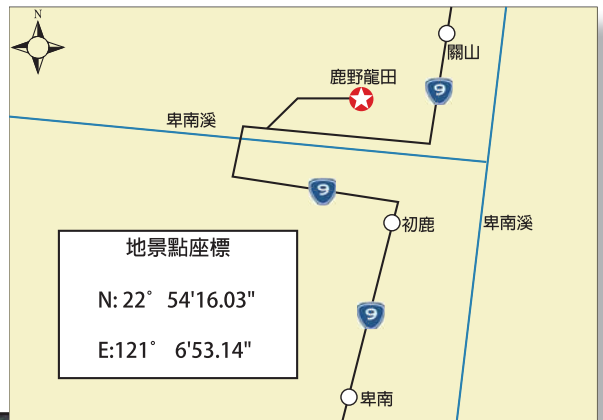 N
關山
鹿野龍田
9
卑南溪
9
初鹿
卑南溪
地景點座標
N: 22° 54'16.03"
E:121° 6'53.14"
9
卑南